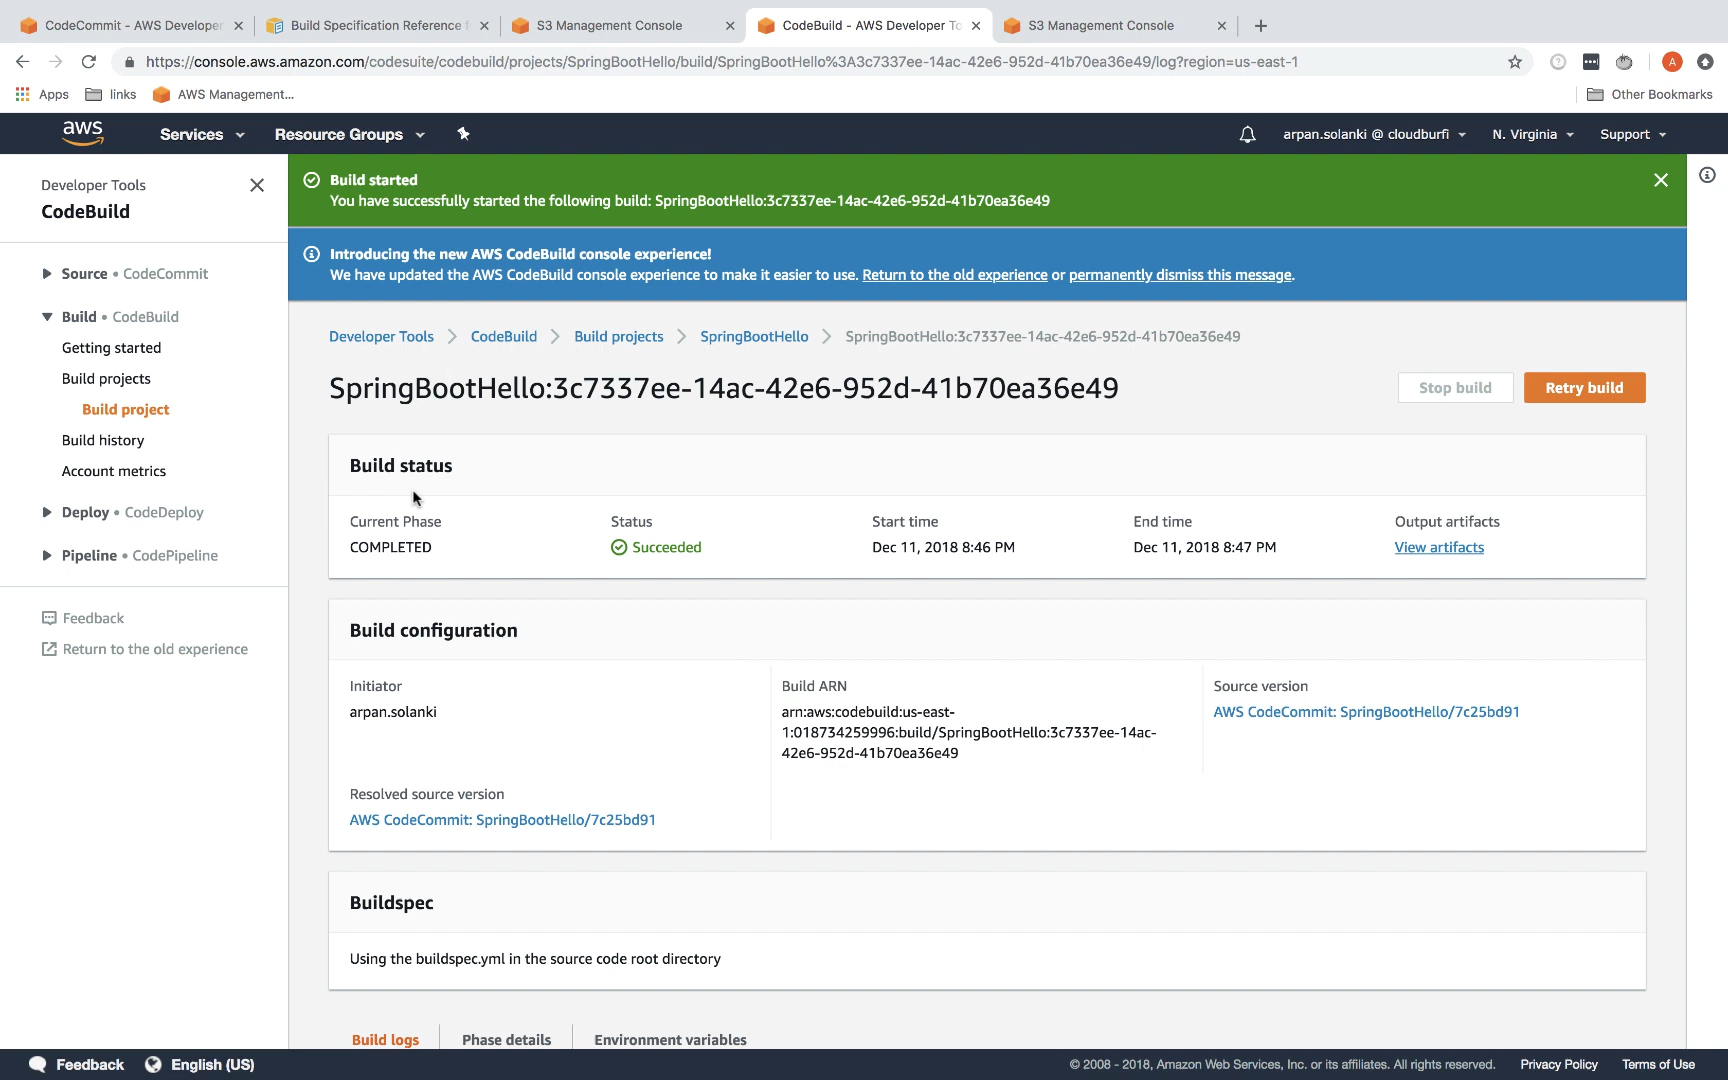 CodeCommit - AWS Developer
Build Specification Reference f
S3 Management Console
CodeBuild - AWS Developer To
S3 Management Console
https://console.aws.amazon.com/codesuite/codebuild/projects/SpringBootHello/build/SpringBootHello%3A3c7337ee-14ac-42e6-952d-41b70ea36e49/log?region=us-east-1
A
Apps
links
AWS Management...
Other Bookmarks
aws
Services
Resource Groups
arpan.solanki @ cloudburfi
N. Virginia
Support
Developer Tools
CodeBuild
Source • CodeCommit
Build • CodeBuild
Getting started
Build projects
Build project
Build history
Account metrics
Deploy • CodeDeploy
Pipeline • CodePipeline
Feedback
Return to the old experience
Build started
You have successfully started the following build: SpringBootHello:3c7337ee-14ac-42e6-952d-41b70ea36e49
Introducing the new AWS CodeBuild console experience!
We have updated the AWS CodeBuild console experience to make it easier to use. Return to the old experience or permanently dismiss this message.
Developer Tools
CodeBuild
Build projects
SpringBootHello
SpringBootHello:3c7337ee-14ac-42e6-952d-41b70ea36e49
SpringBootHello:3c7337ee-14ac-42e6-952d-41b70ea36e49
Stop build
Retry build
Build status
Current Phase
COMPLETED
Status
Succeeded
Start time
Dec 11, 2018 8:46 PM
End time
Dec 11, 2018 8:47 PM
Output artifacts
View artifacts
Build configuration
Initiator
arpan.solanki
Build ARN
arn:aws:codebuild:us-east-
1:018734259996:build/SpringBootHello:3c7337ee-14ac-
42e6-952d-41b70ea36e49
Source version
AWS CodeCommit: SpringBootHello/7c25bd91
Resolved source version
AWS CodeCommit: SpringBootHello/7c25bd91
Buildspec
Using the buildspec.yml in the source code root directory
Build logs
Phase details
Environment variables
Feedback
English (US)
© 2008 - 2018, Amazon Web Services, Inc. or its affiliates. All rights reserved.
Privacy Policy
Terms of Use